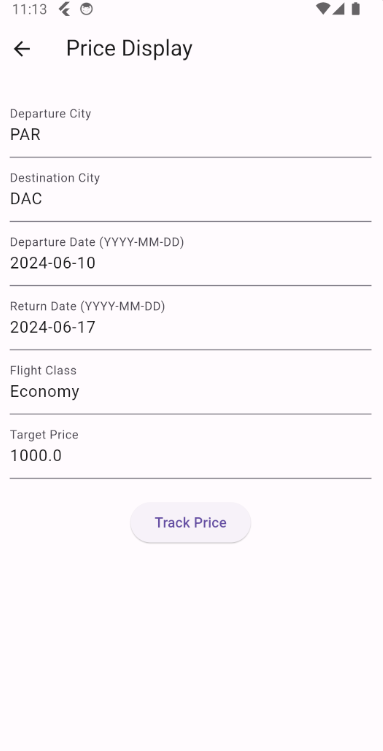 11:13
Price Display
Departure City
PAR
Destination City
DAC
Departure Date (YYYY-MM-DD)
2024-06-10
Return Date (YYYY-MM-DD)
2024-06-17
Flight Class
Economy
Target Price
1000.0
Track Price